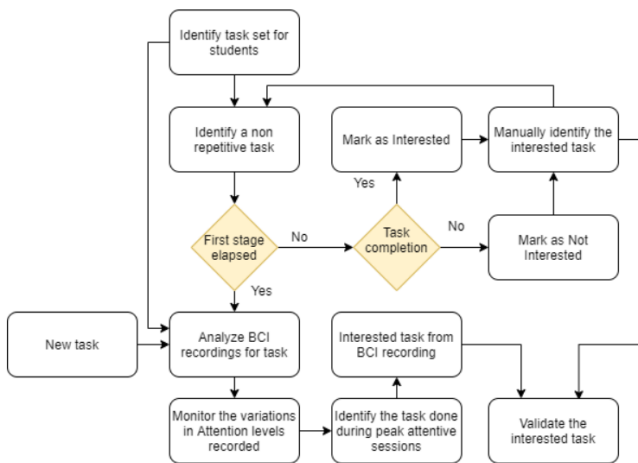 Identify task set for
students
Identify a non
repetitive task
Mark as Interested
Manually identify the
interested task
Yes
First stage
elapsed
No
Task
completion
No
Mark as Not
Interested
Yes
New task
Analyze BCI
recordings for task
Interested task from
BCI recording
Monitor the variations
in Attention levels
recorded
Identify the task done
during peak attentive
sessions
Validate the
interested task